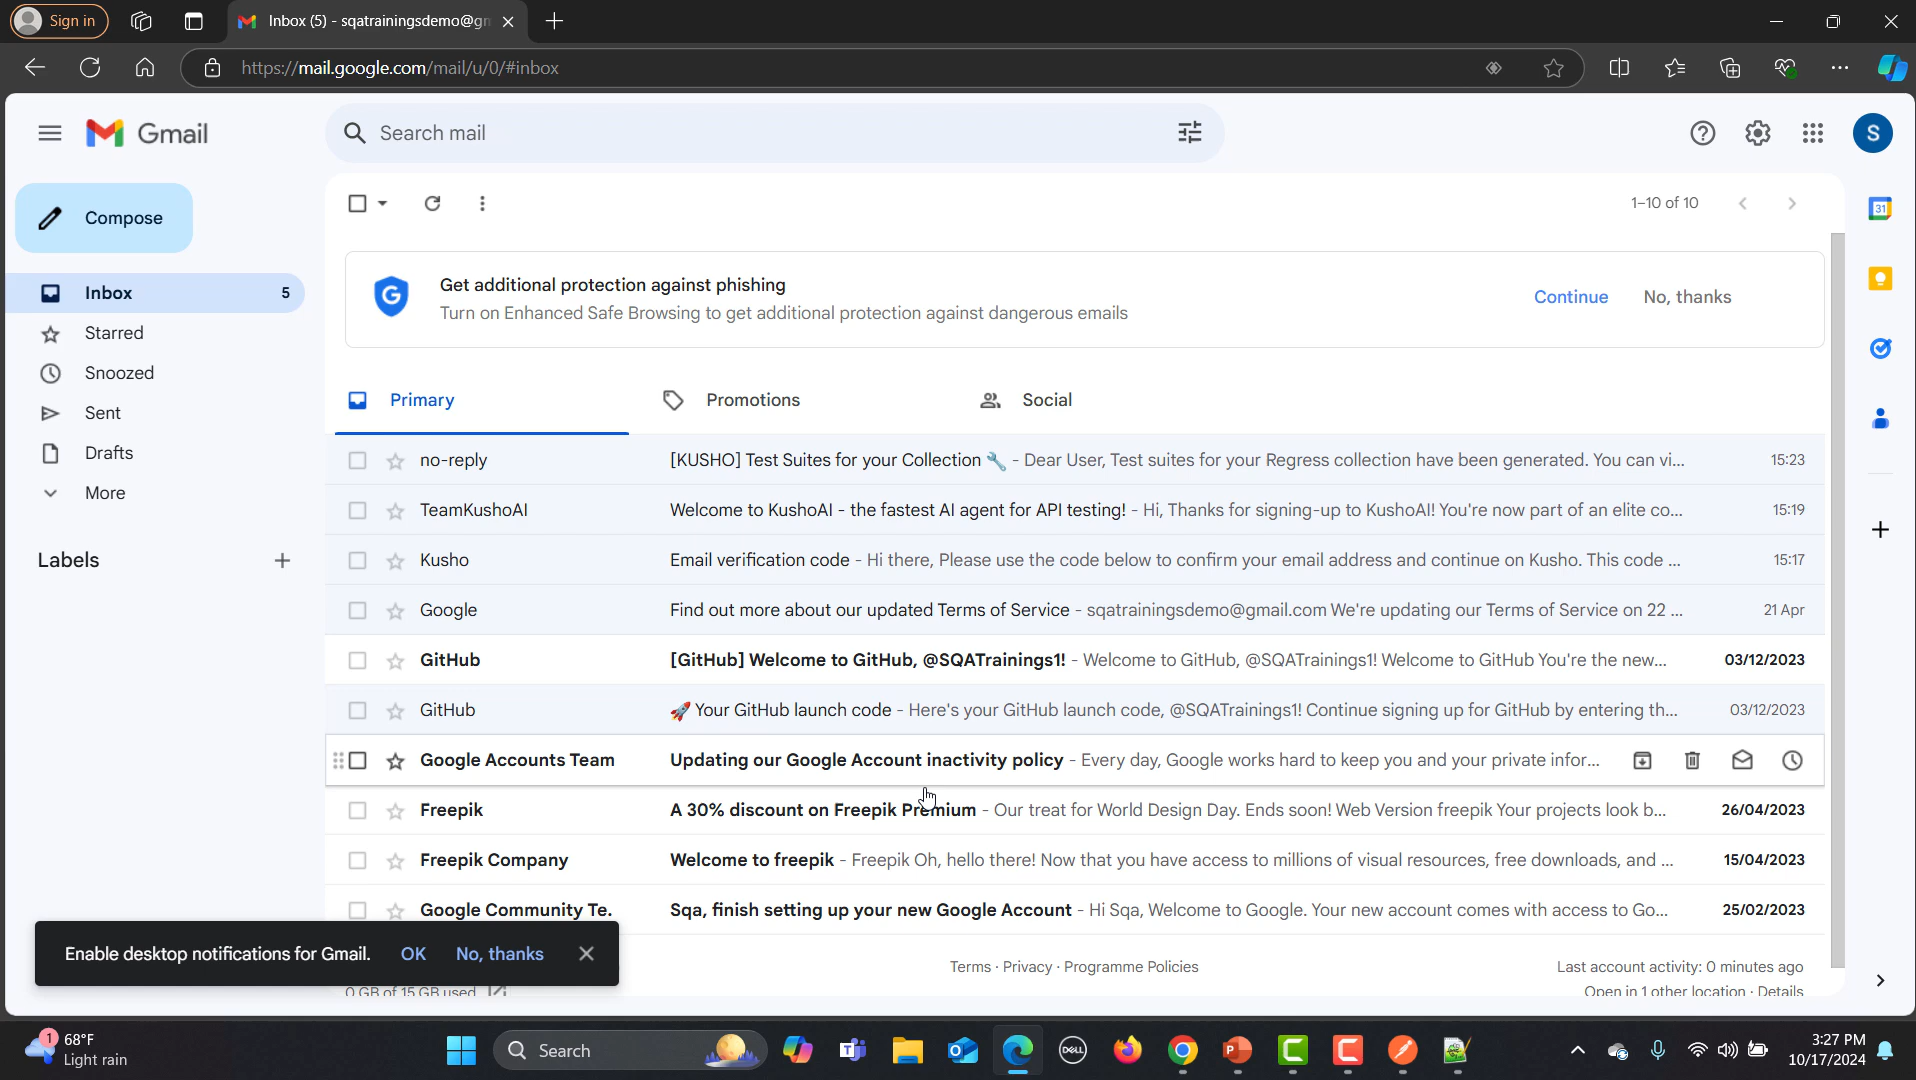 Sign in
Inbox (5) - sqatrainingsdemo@gm
https://mail.google.com/mail/u/0/#inbox
Gmail
Search mail
S
Compose
1–10 of 10
31
Get additional protection against phishing
Turn on Enhanced Safe Browsing to get additional protection against dangerous emails
Continue
No, thanks
Inbox 5
Starred
Snoozed
Sent
Drafts
More
Labels
Primary
Promotions
Social
no-reply [KUSHO] Test Suites for your Collection 🔧 - Dear User, Test suites for your Regress collection have been generated. You can vi... 15:23
TeamKushoAI Welcome to KushoAI - the fastest AI agent for API testing! - Hi, Thanks for signing-up to KushoAI! You're now part of an elite co... 15:19
Kusho Email verification code - Hi there, Please use the code below to confirm your email address and continue on Kusho. This code ... 15:17
Google Find out more about our updated Terms of Service - sqatrainingsdemo@gmail.com We're updating our Terms of Service on 22 ... 21 Apr
GitHub [GitHub] Welcome to GitHub, @SQATrainings1! - Welcome to GitHub, @SQATrainings1! Welcome to GitHub You're the new... 03/12/2023
GitHub 🚀 Your GitHub launch code - Here's your GitHub launch code, @SQATrainings1! Continue signing up for GitHub by entering th... 03/12/2023
Google Accounts Team Updating our Google Account inactivity policy - Every day, Google works hard to keep you and your private infor...
Freepik A 30% discount on Freepik Premium - Our treat for World Design Day. Ends soon! Web Version freepik Your projects look b... 26/04/2023
Freepik Company Welcome to freepik - Freepik Oh, hello there! Now that you have access to millions of visual resources, free downloads, and ... 15/04/2023
Google Community Te. Sqa, finish setting up your new Google Account - Hi Sqa, Welcome to Google. Your new account comes with access to Go... 25/02/2023
Enable desktop notifications for Gmail. OK No, thanks
Terms · Privacy · Programme Policies
Last account activity: 0 minutes ago
0 GB of 15 GB used
Open in 1 other location · Details
1
68°F
Light rain
Search
DELL
3:27 PM
10/17/2024